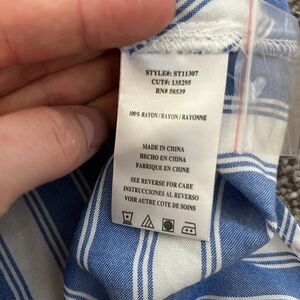 STYLE#: ST11307
CUT#: 135295
RN# 58539
100% RAYON/RAYON/RAYONNE
MADE IN CHINA
HECHO EN CHINA
FABRIQUE EN CHINE
SEE REVERSE FOR CARE
INSTRUCCIONES AL REVERSO
VOIR AUTRE COTE DE SOINS